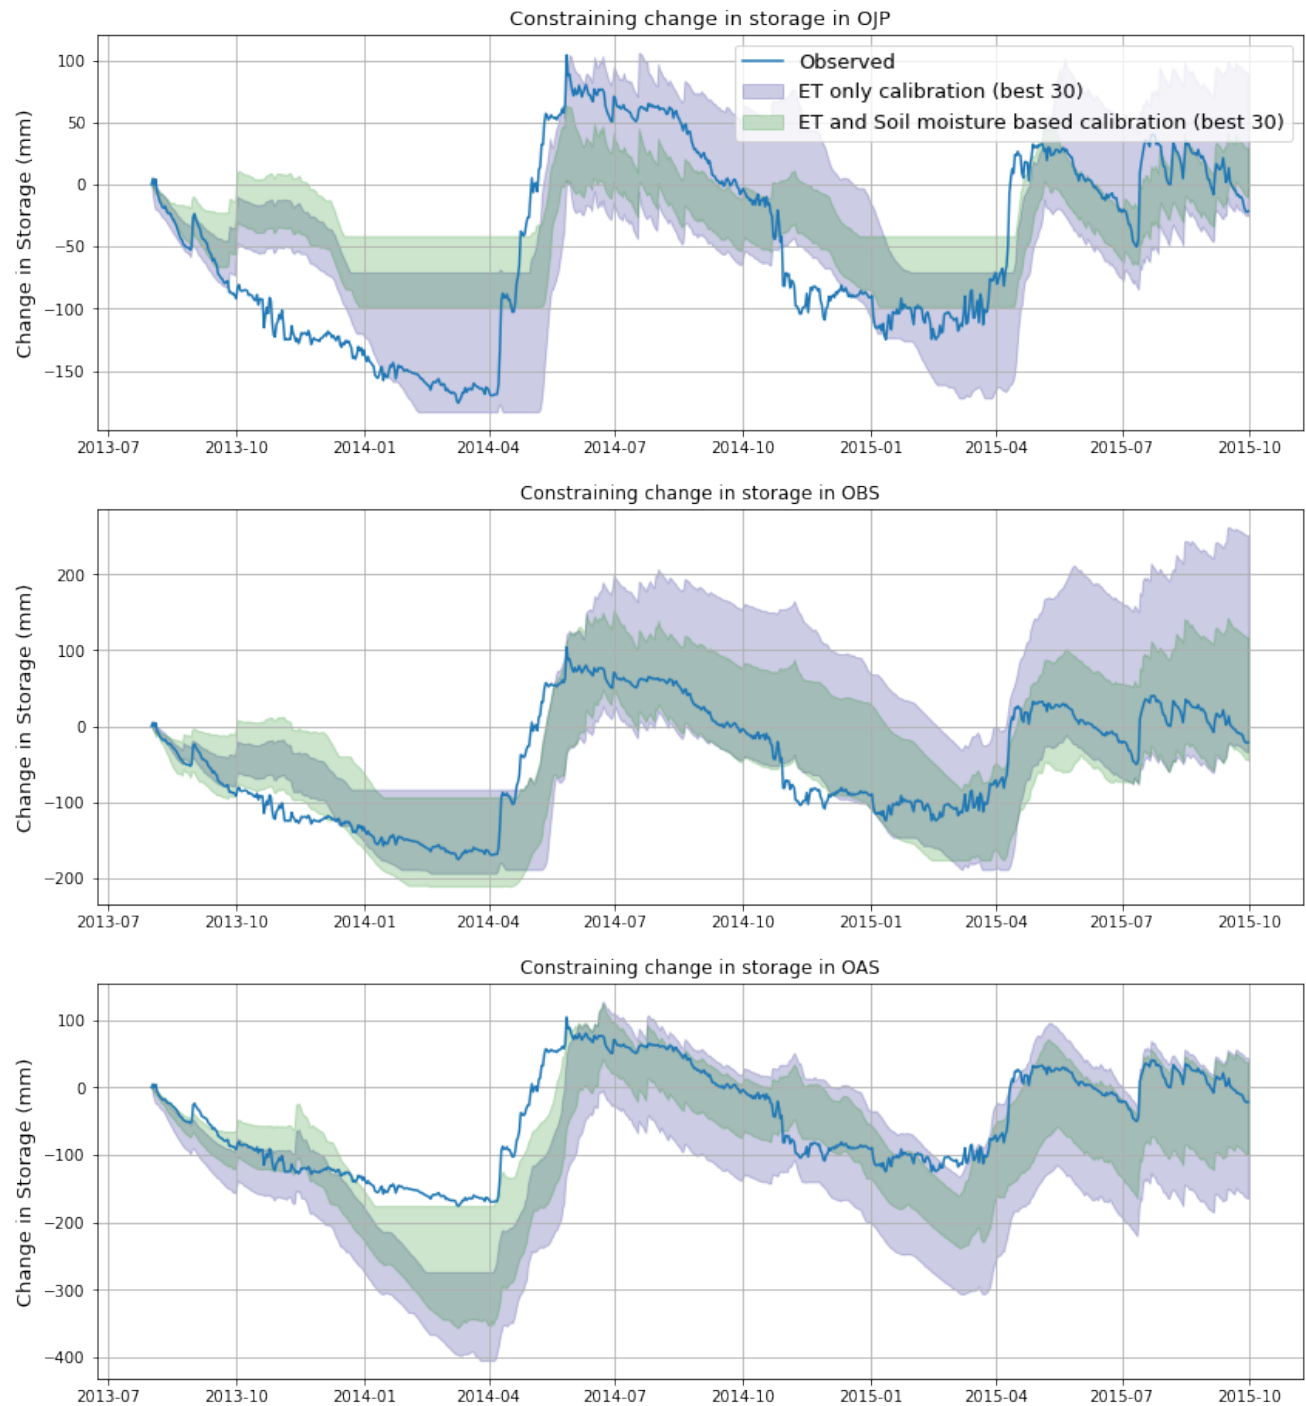 Constraining change in storage in OJP
Change in Storage (mm)
100
50
0
−50
−100
−150
Observed
ET only calibration (best 30)
ET and Soil moisture based calibration (best 30)
2013-07 2013-10 2014-01 2014-04 2014-07 2014-10 2015-01 2015-04 2015-07 2015-10
Constraining change in storage in OBS
Change in Storage (mm)
200
100
0
−100
−200
2013-07 2013-10 2014-01 2014-04 2014-07 2014-10 2015-01 2015-04 2015-07 2015-10
Constraining change in storage in OAS
Change in Storage (mm)
100
0
−100
−200
−300
−400
2013-07 2013-10 2014-01 2014-04 2014-07 2014-10 2015-01 2015-04 2015-07 2015-10